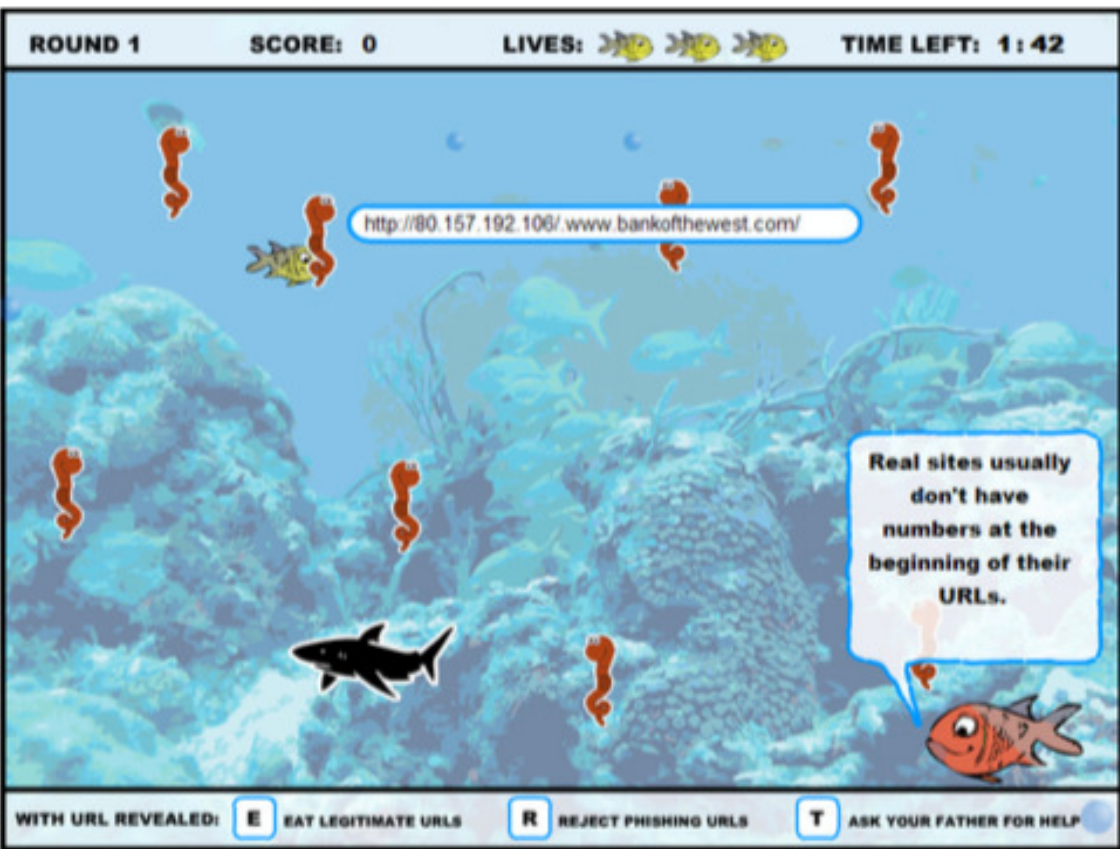 ROUND 1 SCORE: 0 LIVES: TIME LEFT: 1:42
http://80.157.192.106/.www.bankofthewest.com/
Real sites usually
don't have
numbers at the
beginning of their
URLs.
WITH URL REVEALED: E EAT LEGITIMATE URLS R REJECT PHISHING URLS T ASK YOUR FATHER FOR HELP